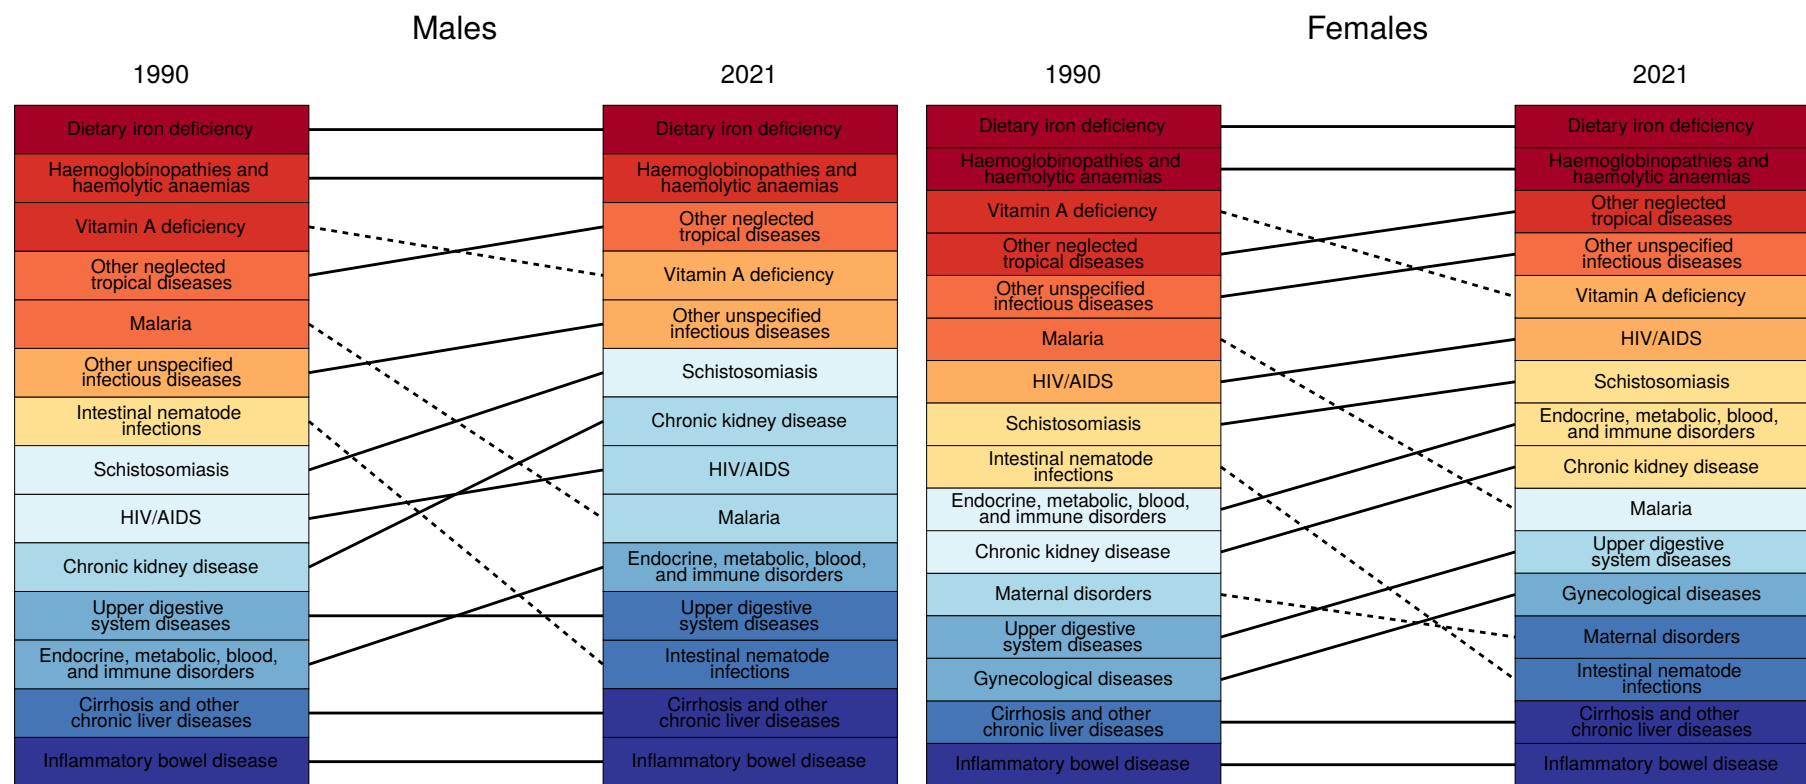 Males
1990
2021
Dietary iron deficiency
Haemoglobinopathies and
haemolytic anaemias
Vitamin A deficiency
Other neglected
tropical diseases
Malaria
Other unspecified
infectious diseases
Intestinal nematode
infections
Schistosomiasis
HIV/AIDS
Chronic kidney disease
Upper digestive
system diseases
Endocrine, metabolic, blood,
and immune disorders
Cirrhosis and other
chronic liver diseases
Inflammatory bowel disease
Dietary iron deficiency
Haemoglobinopathies and
haemolytic anaemias
Other neglected
tropical diseases
Vitamin A deficiency
Other unspecified
infectious diseases
Schistosomiasis
Chronic kidney disease
HIV/AIDS
Malaria
Endocrine, metabolic, blood,
and immune disorders
Upper digestive
system diseases
Intestinal nematode
infections
Cirrhosis and other
chronic liver diseases
Inflammatory bowel disease
Females
1990
2021
Dietary iron deficiency
Haemoglobinopathies and
haemolytic anaemias
Vitamin A deficiency
Other neglected
tropical diseases
Other unspecified
infectious diseases
Malaria
HIV/AIDS
Schistosomiasis
Intestinal nematode
infections
Endocrine, metabolic, blood,
and immune disorders
Chronic kidney disease
Maternal disorders
Upper digestive
system diseases
Gynecological diseases
Cirrhosis and other
chronic liver diseases
Inflammatory bowel disease
Dietary iron deficiency
Haemoglobinopathies and
haemolytic anaemias
Other neglected
tropical diseases
Other unspecified
infectious diseases
Vitamin A deficiency
HIV/AIDS
Schistosomiasis
Endocrine, metabolic, blood,
and immune disorders
Chronic kidney disease
Malaria
Upper digestive
system diseases
Gynecological diseases
Maternal disorders
Intestinal nematode
infections
Cirrhosis and other
chronic liver diseases
Inflammatory bowel disease